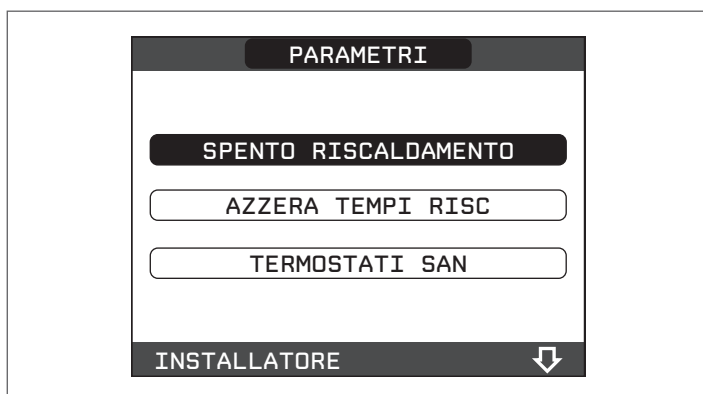 PARAMETRI
SPENTO RISCALDAMENTO
AZZERA TEMPI RISC
TERMOSTATI SAN
INSTALLATORE